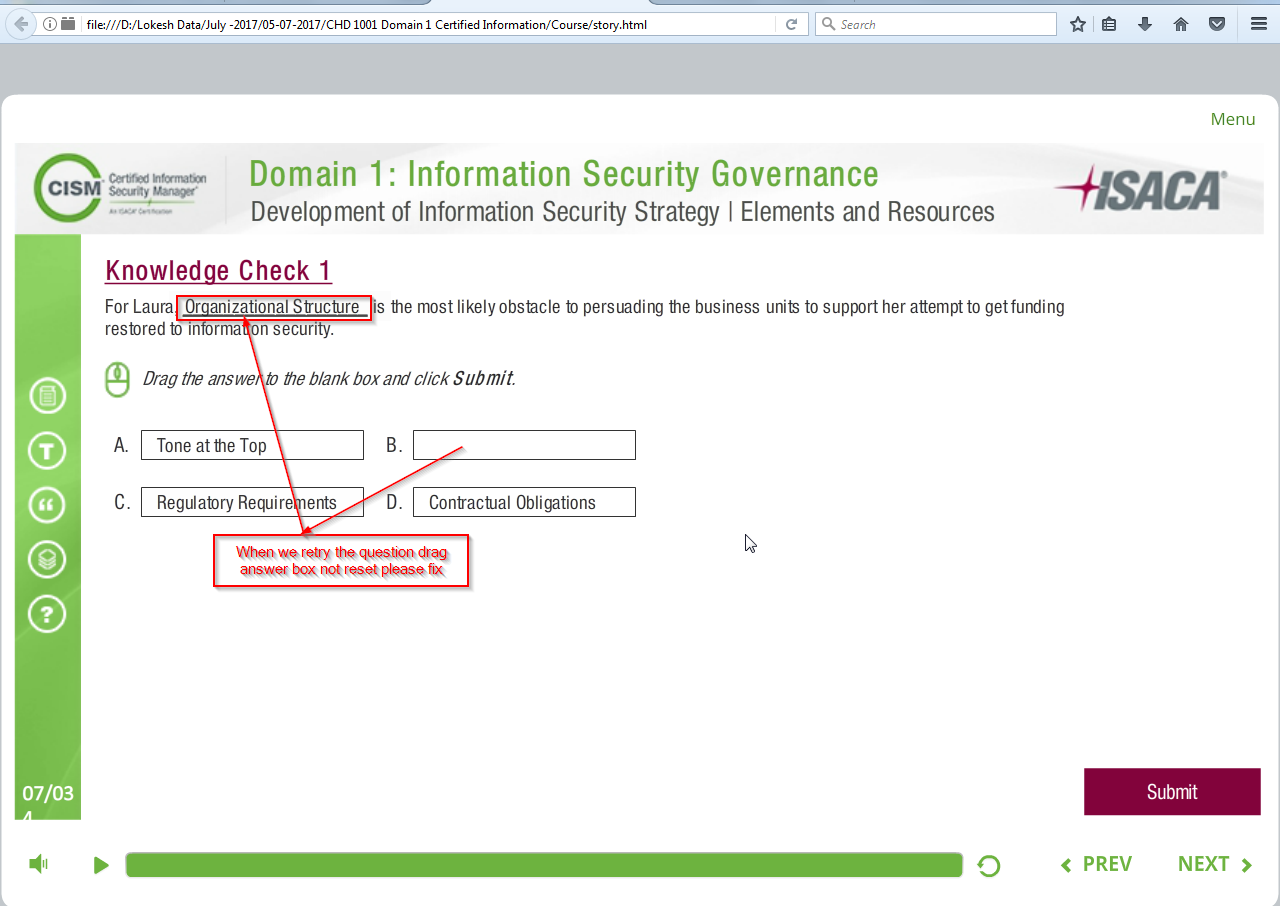 file:///D:/Lokesh Data/July -2017/05-07-2017/CHD 1001 Domain 1 Certified Information/Course/story.html
Search
Menu
CISM
Certified Information
Security Manager®
An ISACA® Certification
Domain 1: Information Security Governance
Development of Information Security Strategy | Elements and Resources
ISACA®
Knowledge Check 1
For Laura, Organizational Structure is the most likely obstacle to persuading the business units to support her attempt to get funding
restored to information security.
Drag the answer to the blank box and click Submit.
A. Tone at the Top B.
C. Regulatory Requirements D. Contractual Obligations
When we retry the question drag
answer box not reset please fix
T
“
?
07/03
4
Submit
PREV NEXT